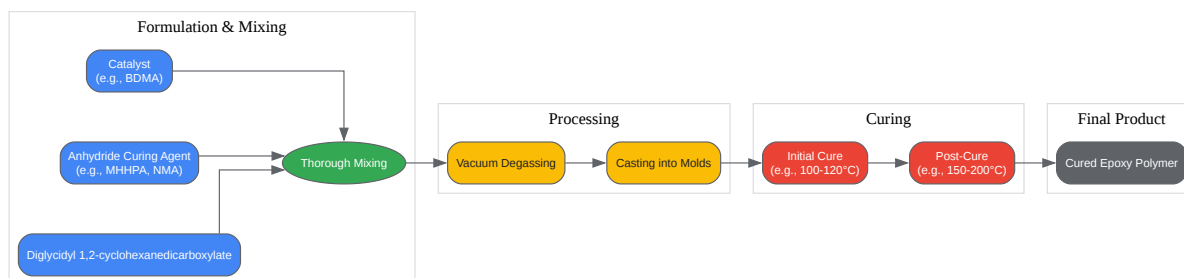 Formulation & Mixing
Catalyst
(e.g., BDMA)
Anhydride Curing Agent
(e.g., MHHPA, NMA)
Diglycidyl 1,2-cyclohexanedicarboxylate
Thorough Mixing
Processing
Vacuum Degassing
Casting into Molds
Curing
Initial Cure
(e.g., 100-120°C)
Post-Cure
(e.g., 150-200°C)
Final Product
Cured Epoxy Polymer